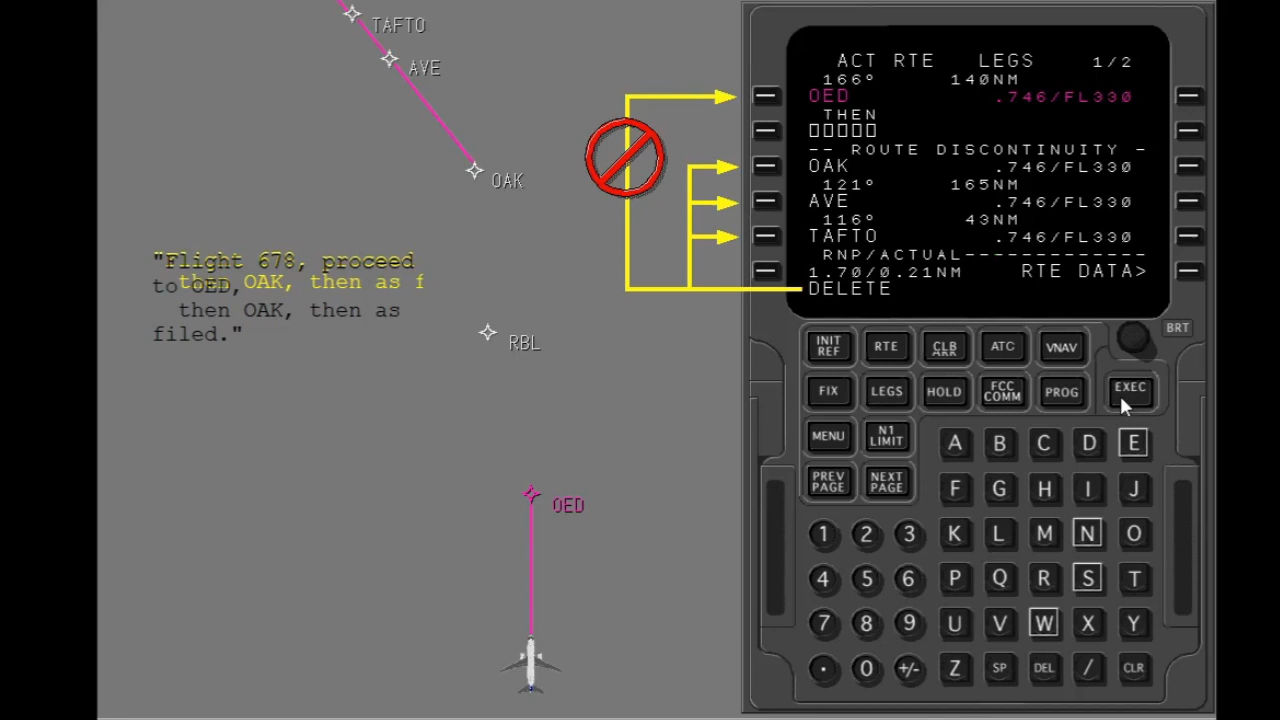 TAFTO
AVE
OAK
"Flight 678, proceed
to OED,
then OAK, then as f
then OAK, then as
filed."
RBL
OED
ACT RTE LEGS 1/2
166° 140NM
OED .746/FL330
THEN
□□□□□
-- ROUTE DISCONTINUITY -
OAK .746/FL330
121° 165NM
AVE .746/FL330
116° 43NM
TAFTO .746/FL330
RNP/ACTUAL--------------
1.70/0.21NM RTE DATA>
DELETE
BRT
INIT REF RTE CLB ATC VNAV
FIX LEGS HOLD FCC COMM PROG EXEC
MENU N1 LIMIT
PREV PAGE NEXT PAGE
A B C D E
F G H I J
1 2 3 K L M N O
4 5 6 P Q R S T
7 8 9 U V W X Y
. 0 +/- Z SP DEL / CLR